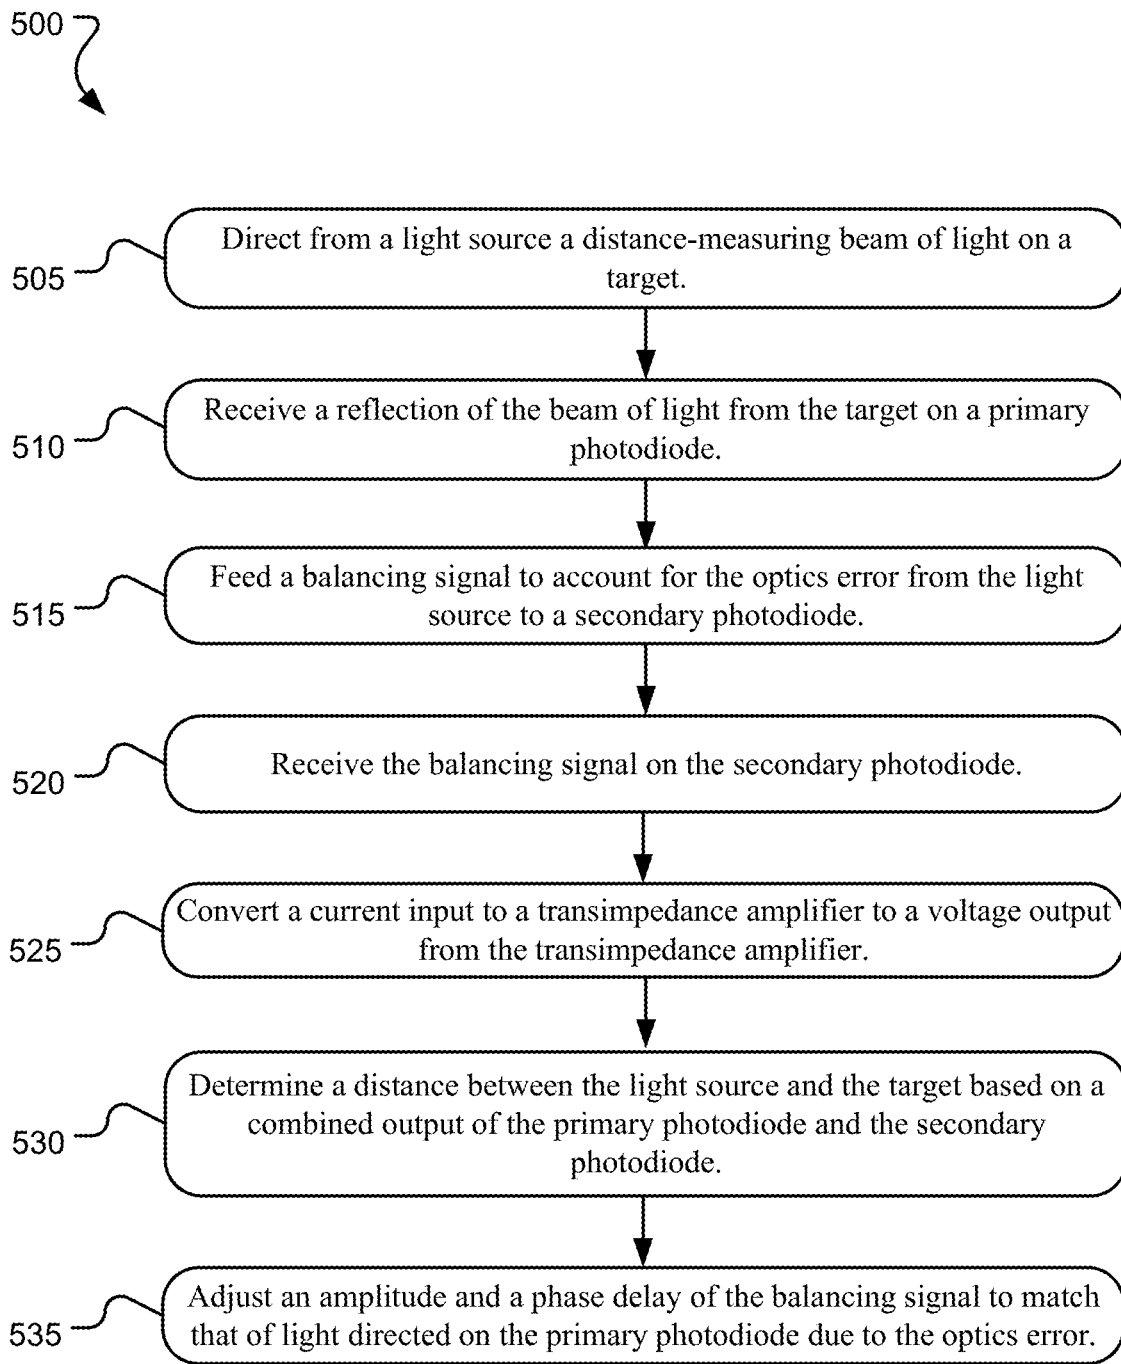 500
Direct from a light source a distance-measuring beam of light on a
target.
505
Receive a reflection of the beam of light from the target on a primary
photodiode.
510
Feed a balancing signal to account for the optics error from the light
source to a secondary photodiode.
515
Receive the balancing signal on the secondary photodiode.
520
Convert a current input to a transimpedance amplifier to a voltage output
from the transimpedance amplifier.
525
Determine a distance between the light source and the target based on a
combined output of the primary photodiode and the secondary
photodiode.
530
Adjust an amplitude and a phase delay of the balancing signal to match
that of light directed on the primary photodiode due to the optics error.
535